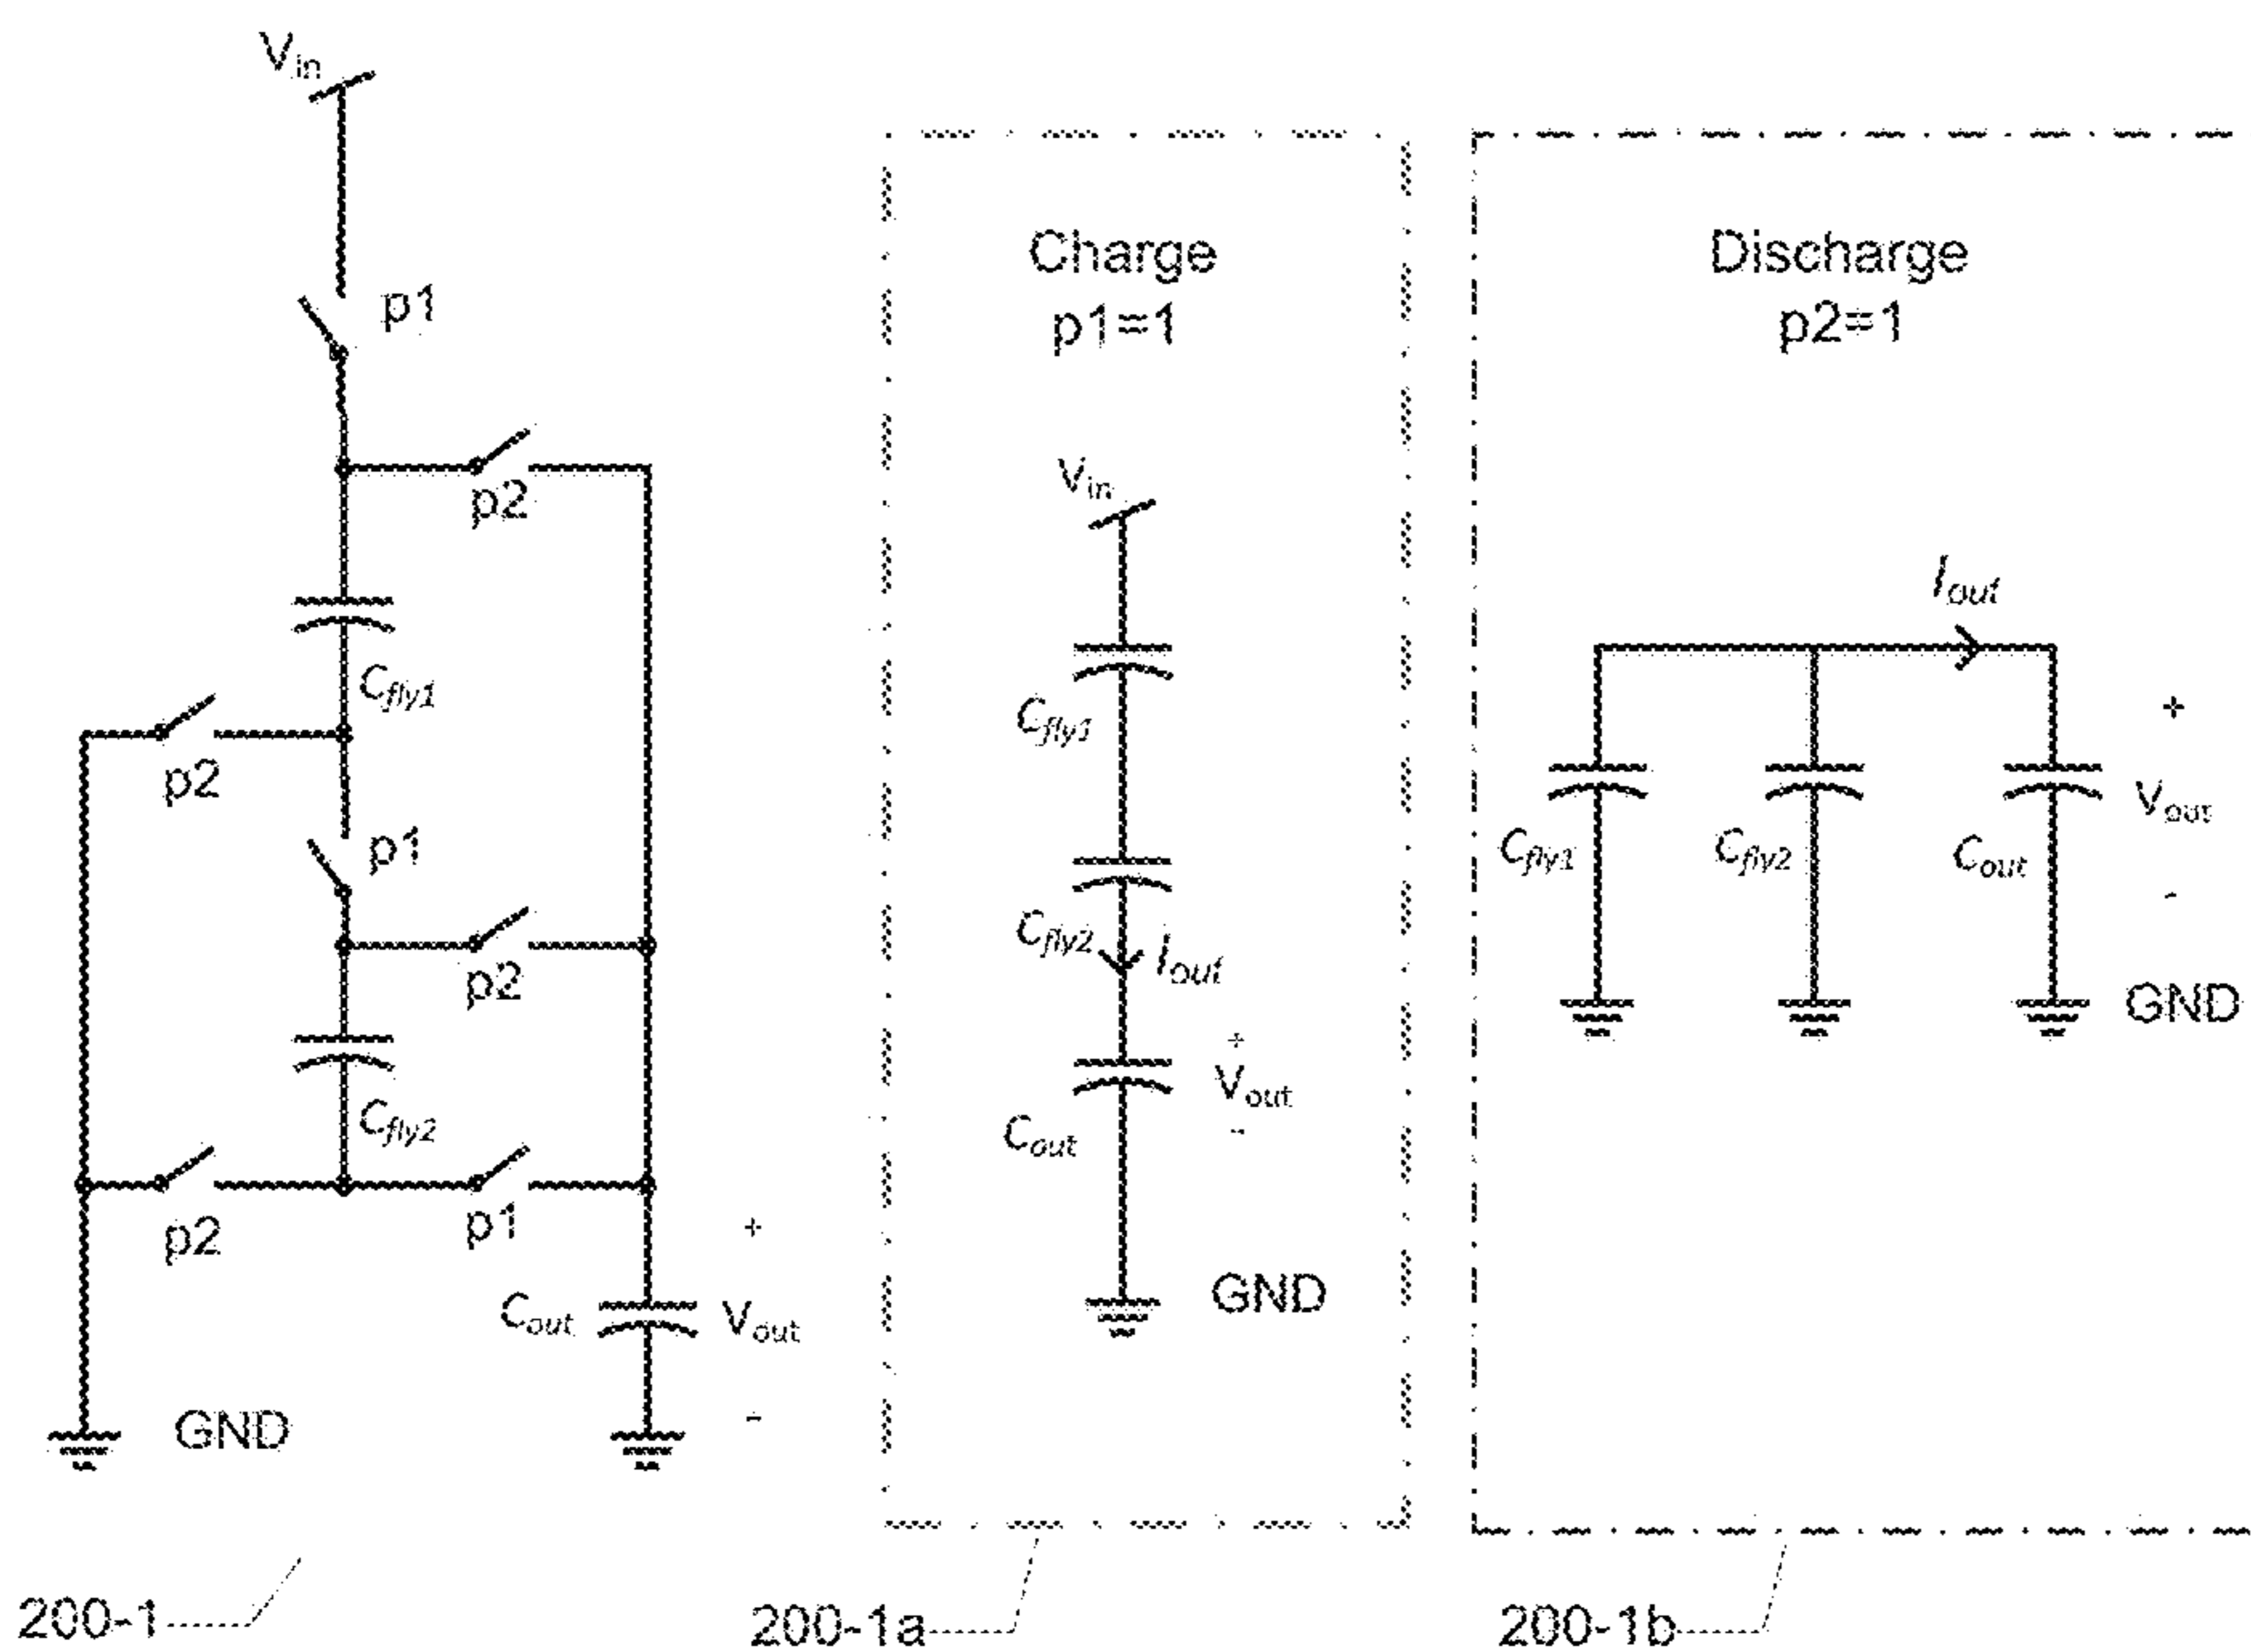 Vin
p1
p2
Cfly1
p2
p1
p2
Cfly2
p2
p1
+
Cout
Vout
-
GND
200-1
Charge
p1=1
Vin
Cfly1
Cfly2
Iout
+
Vout
-
Cout
GND
200-1a
Discharge
p2=1
Iout
+
Cfly1
Cfly2
Cout
Vout
-
GND
200-1b